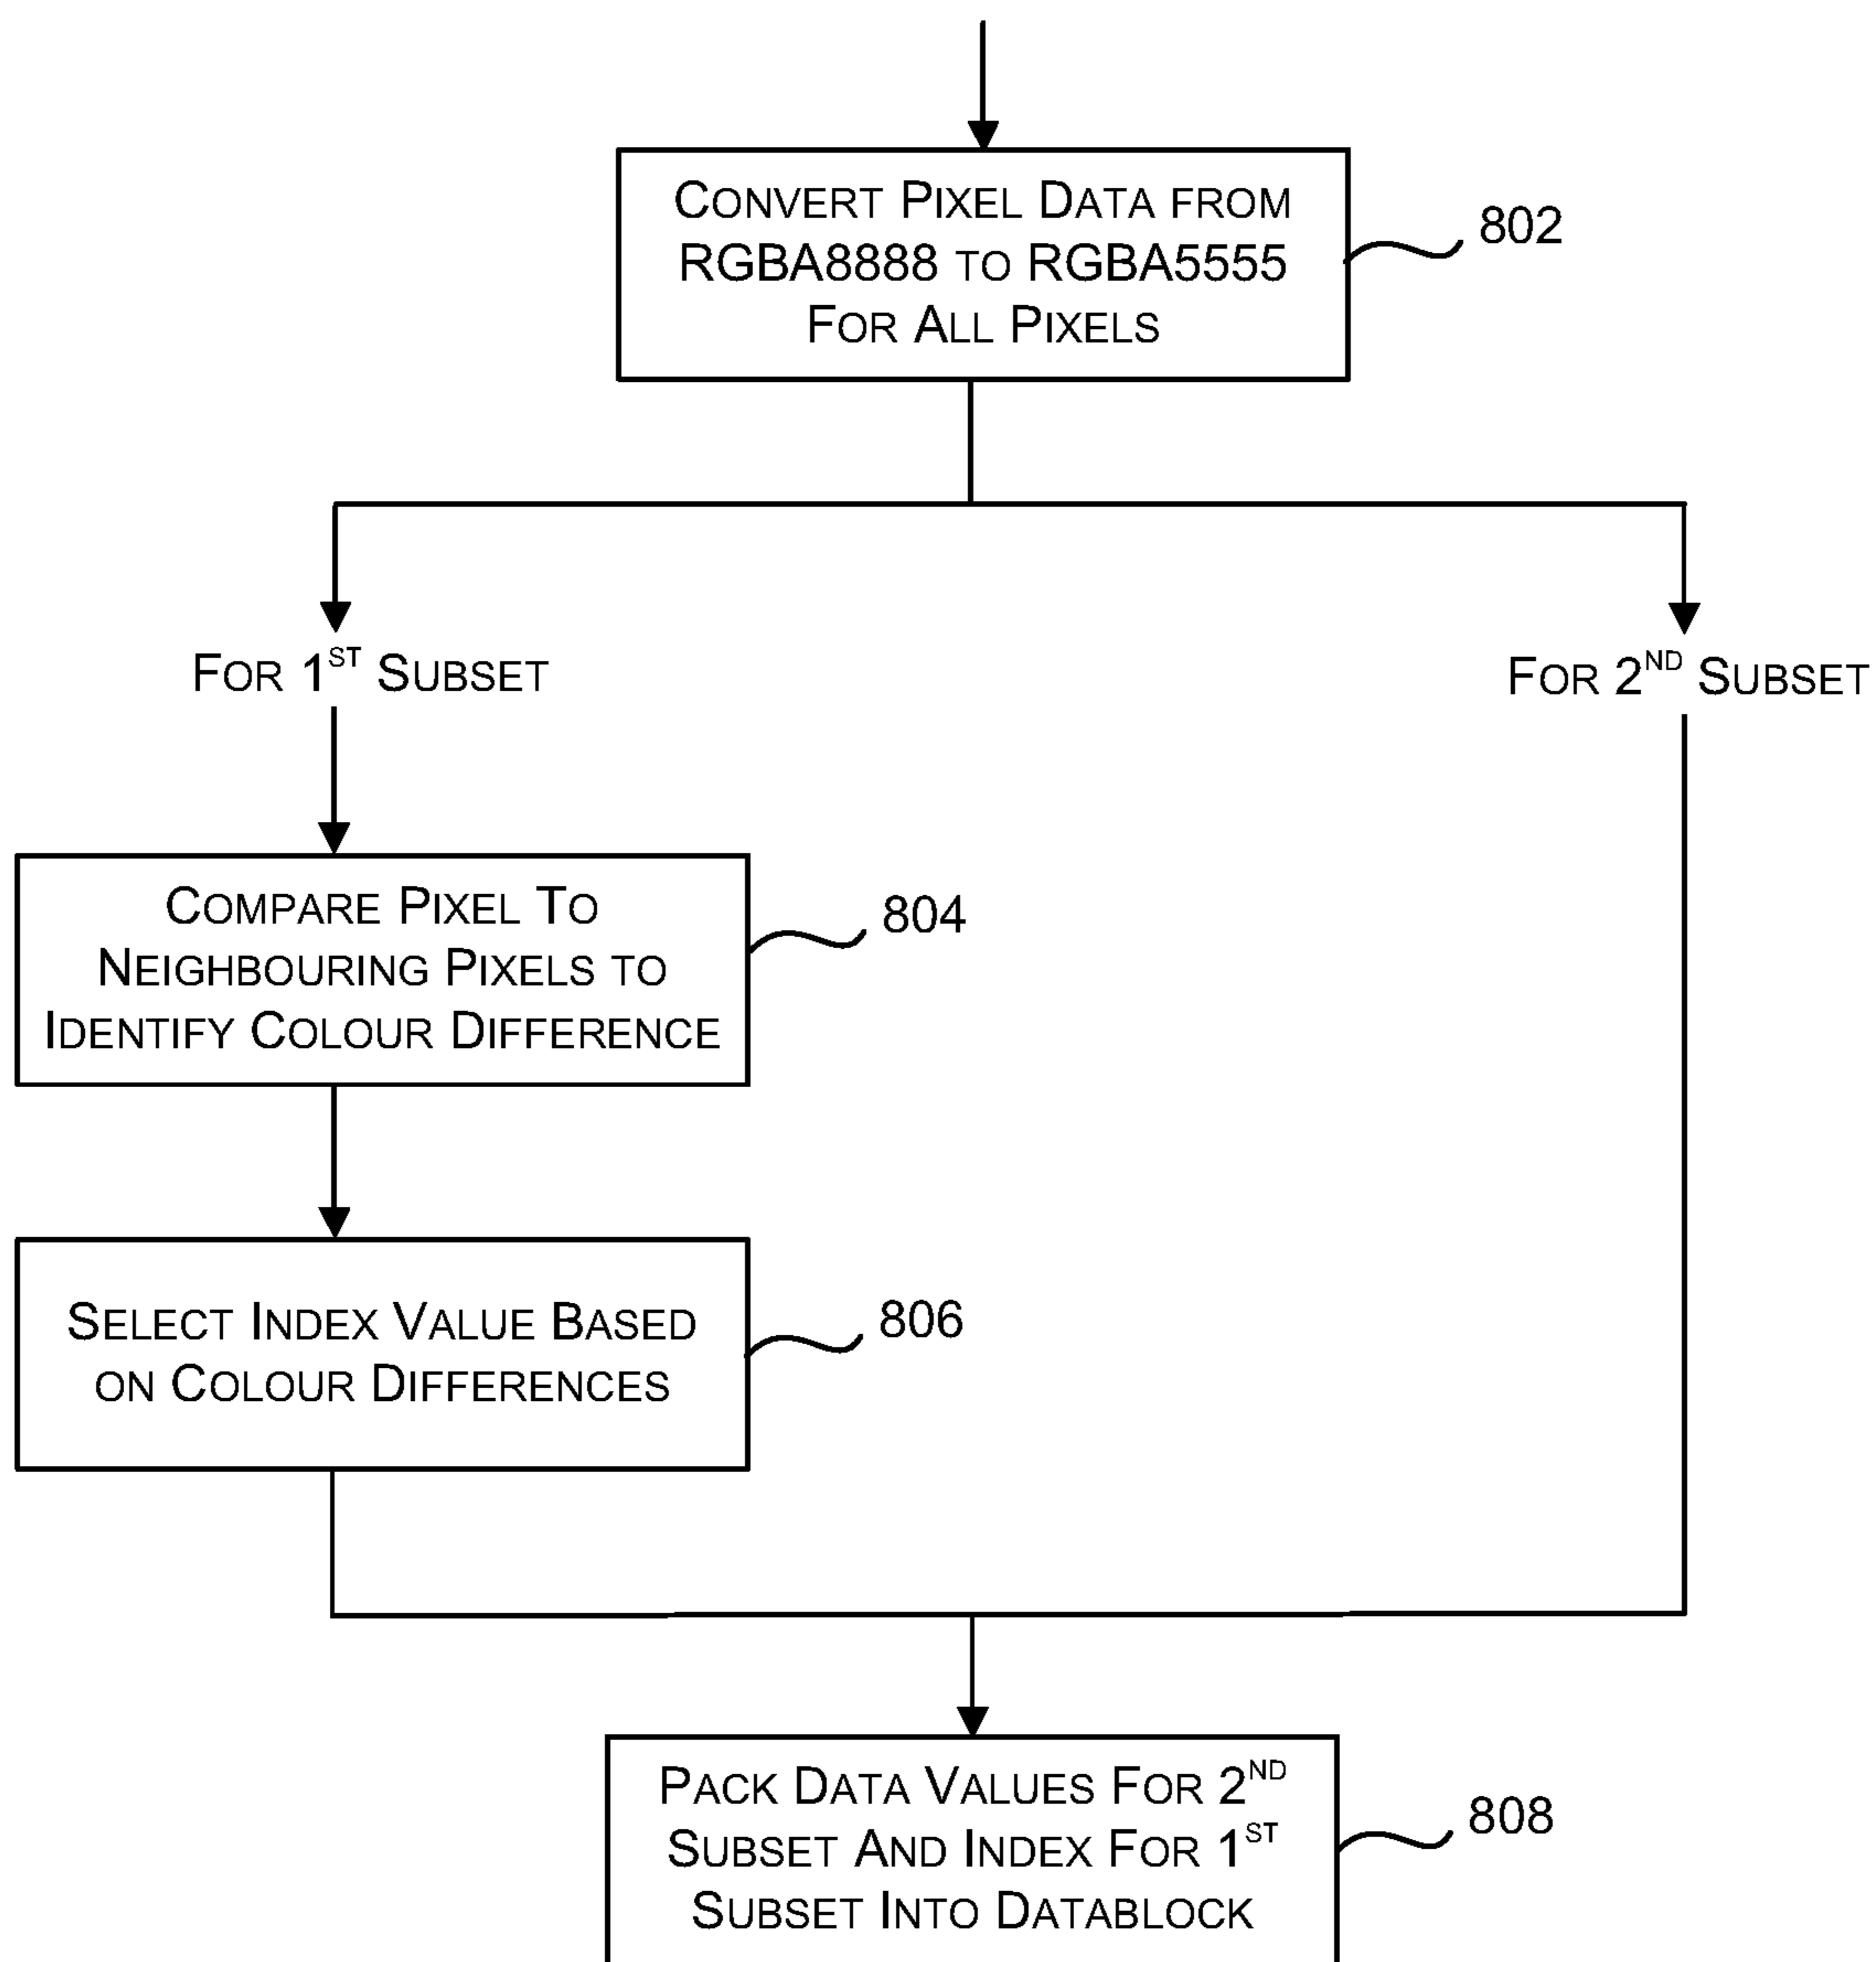 Convert Pixel Data from
RGBA8888 to RGBA5555
For All Pixels
802
For 1st Subset
For 2nd Subset
Compare Pixel To
Neighbouring Pixels to
Identify Colour Difference
804
Select Index Value Based
on Colour Differences
806
Pack Data Values For 2nd
Subset And Index For 1st
Subset Into Datablock
808